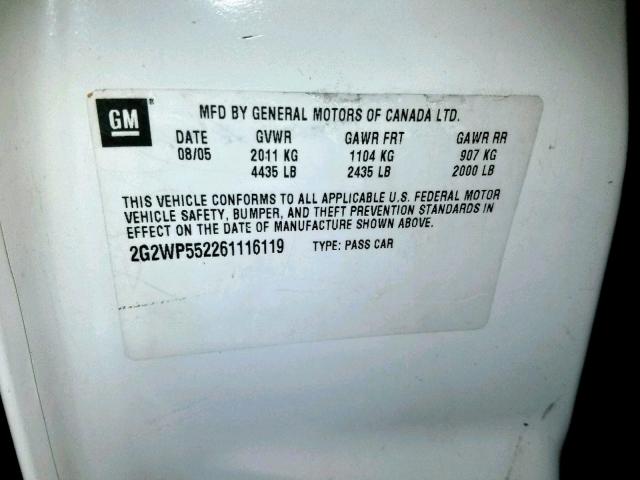 GM® MFD BY GENERAL MOTORS OF CANADA LTD.
DATE GVWR GAWR FRT GAWR RR
08/05 2011 KG 1104 KG 907 KG
4435 LB 2435 LB 2000 LB
THIS VEHICLE CONFORMS TO ALL APPLICABLE U.S. FEDERAL MOTOR
VEHICLE SAFETY, BUMPER, AND THEFT PREVENTION STANDARDS IN
EFFECT ON THE DATE OF MANUFACTURE SHOWN ABOVE.
2G2WP552261116119 TYPE: PASS CAR